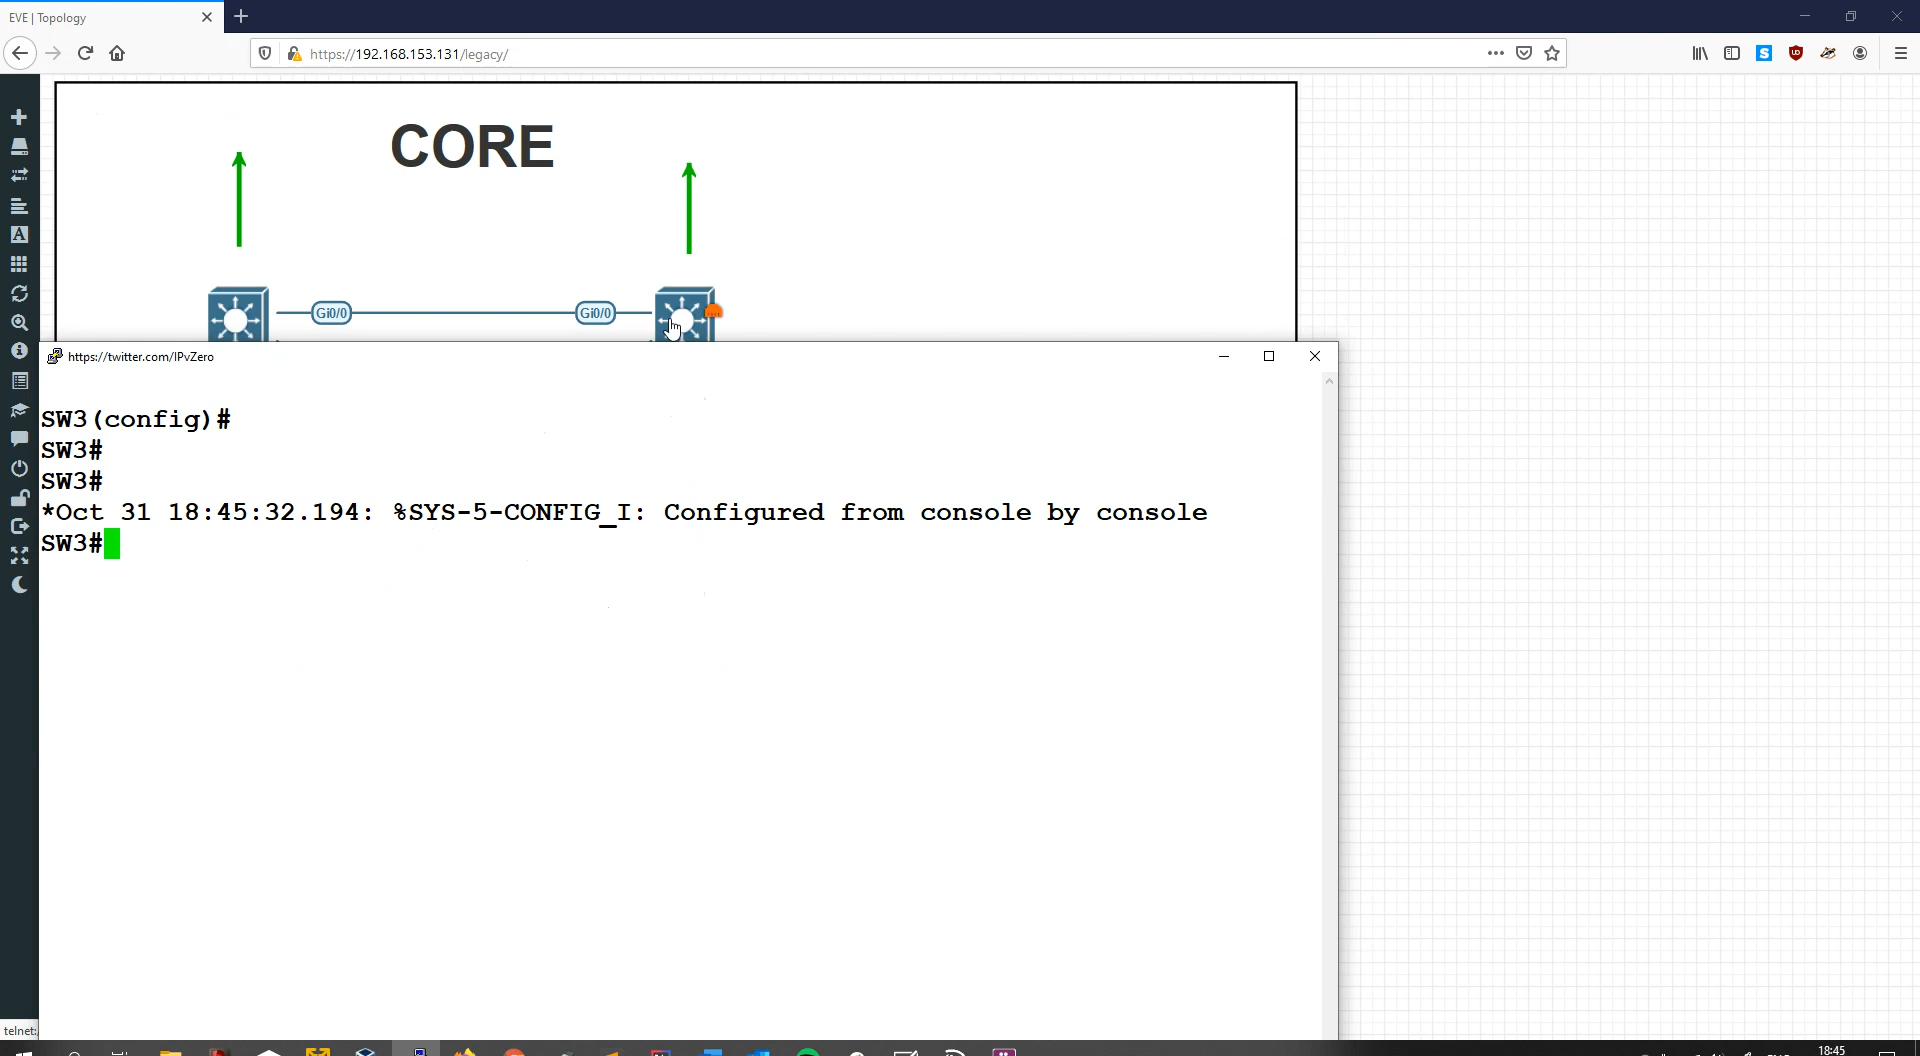 EVE | Topology
https://192.168.153.131/legacy/
CORE
Gi0/0
Gi0/0
https://twitter.com/IPvZero
SW3(config)#
SW3#
SW3#
*Oct 31 18:45:32.194: %SYS-5-CONFIG_I: Configured from console by console
SW3#
telnet:
18:45